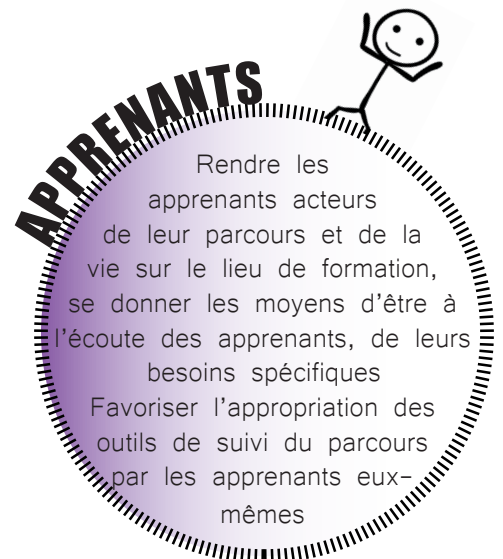 APPRENANTS
Rendre les
apprenants acteurs
de leur parcours et de la
vie sur le lieu de formation,
se donner les moyens d'être à
l'écoute des apprenants, de leurs
besoins spécifiques
Favoriser l'appropriation des
outils de suivi du parcours
par les apprenants eux-
mêmes